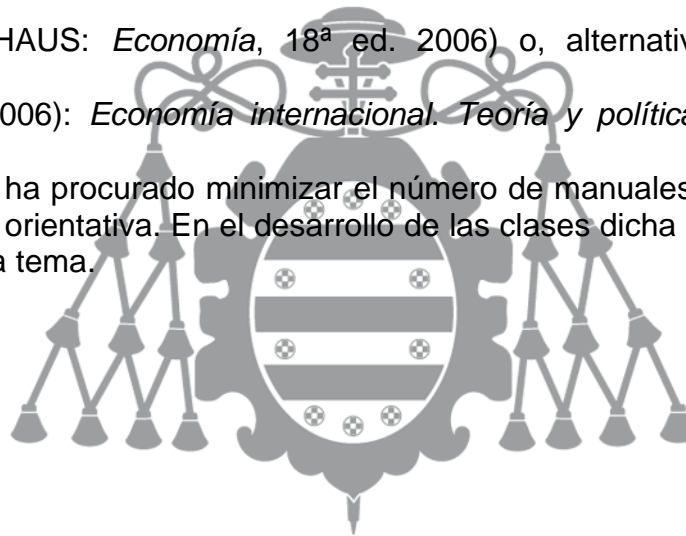 HAUS: Economía, 18ª ed. 2006) o, alternativ
2006): Economía internacional. Teoría y política
ha procurado minimizar el número de manuales
orientativa. En el desarrollo de las clases dicha
a tema.